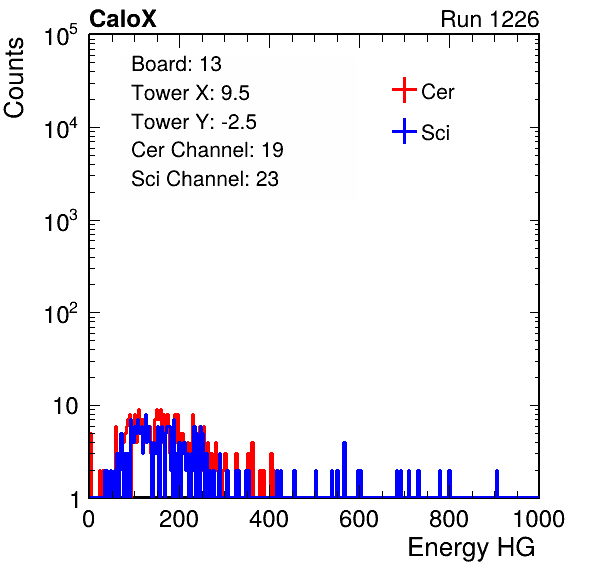 CaloX Run 1226
Board: 13
Tower X: 9.5
Tower Y: -2.5
Cer Channel: 19
Sci Channel: 23
Cer
Sci
Counts
10^5
10^4
10^3
10^2
10
1
0 200 400 600 800 1000
Energy HG